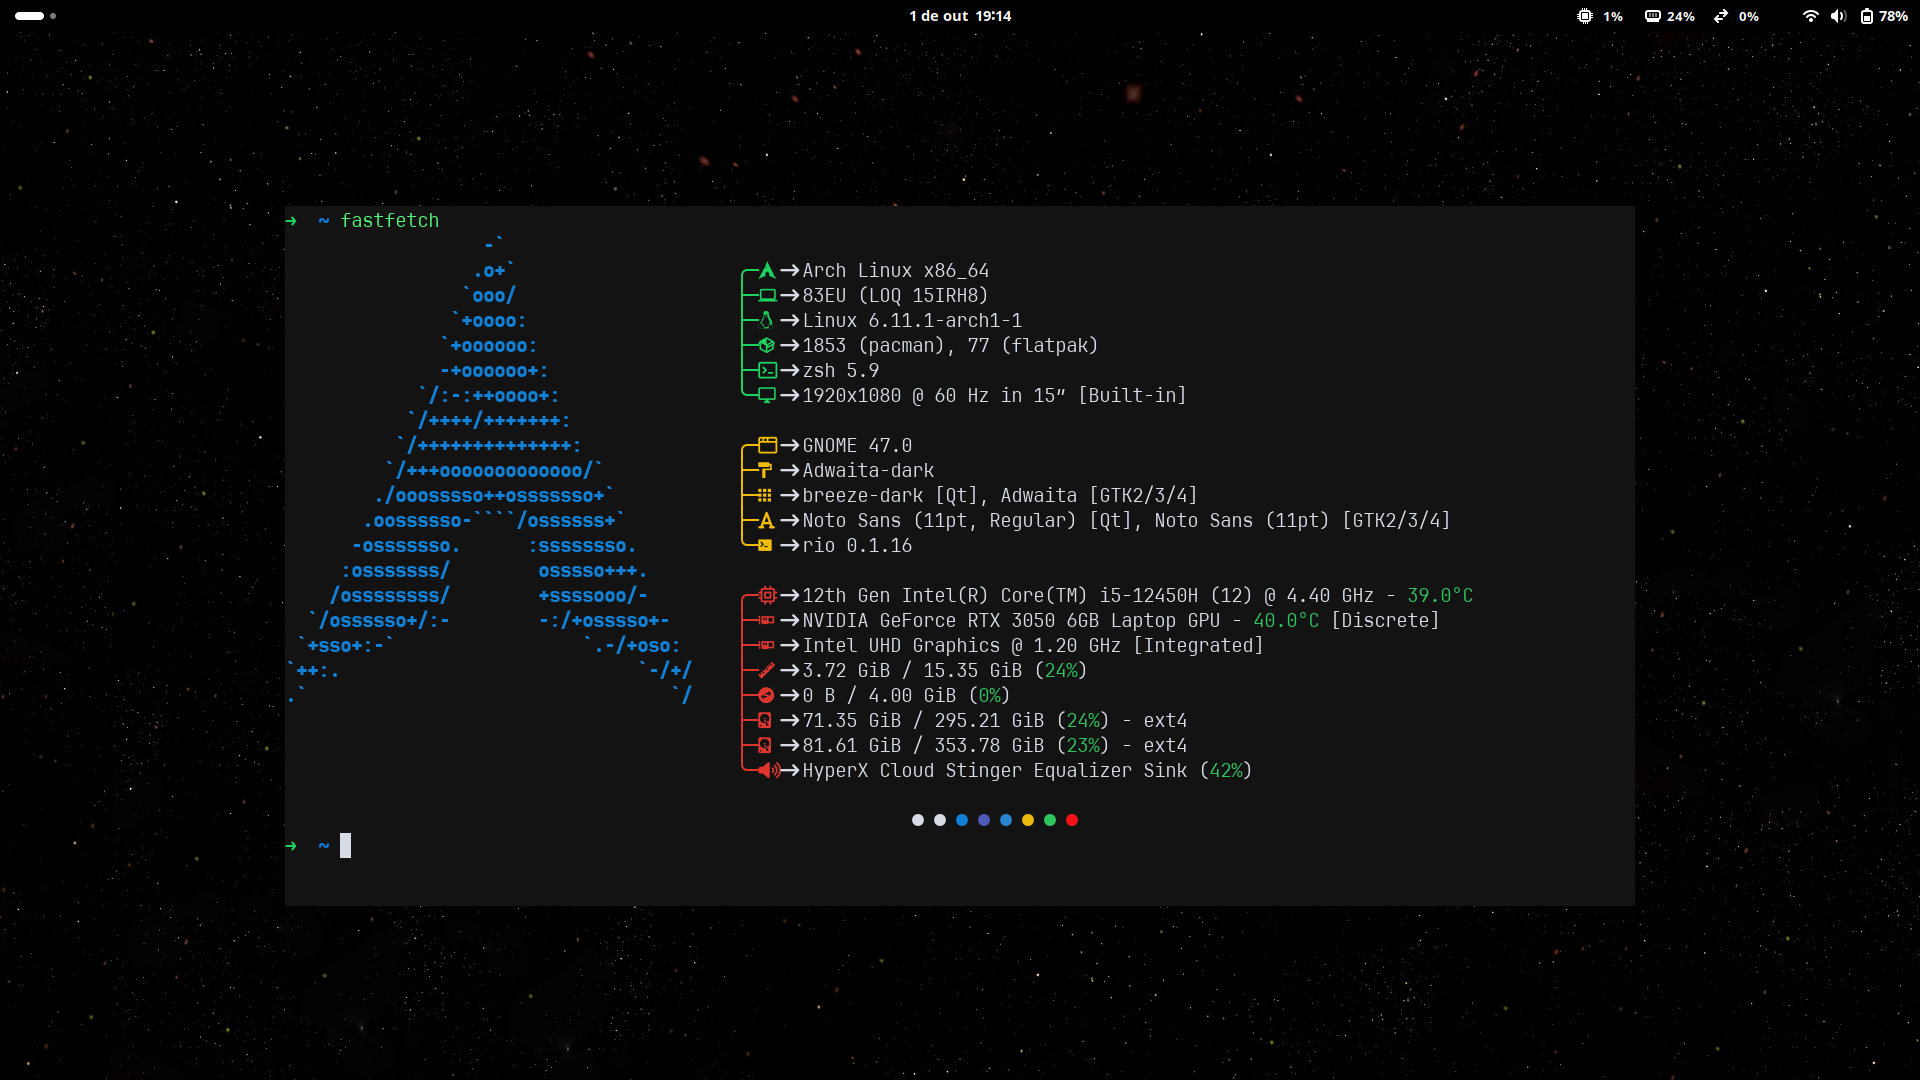 1 de out 19:14
1% 24% 0% 78%
➜ ~ fastfetch
-`
.o+`
`ooo/
`+oooo:
`+oooooo:
-+oooooo+:
`/:-:++oooo+:
`/++++/+++++++:
`/++++++++++++++:
`/+++ooooooooooooo/`
./ooosssso++osssssso+`
.oossssso-````/ossssss+`
-osssssso. :ssssssso.
:osssssss/ osssso+++.
/ossssssss/ +ssssooo/-
`/ossssso+/:- -:/+osssso+-
`+sso+:-` `.-/+oso:
`++:. `-/+/
.` `/
→Arch Linux x86_64
→83EU (LOQ 15IRH8)
→Linux 6.11.1-arch1-1
→1853 (pacman), 77 (flatpak)
→zsh 5.9
→1920x1080 @ 60 Hz in 15″ [Built-in]
→GNOME 47.0
→Adwaita-dark
→breeze-dark [Qt], Adwaita [GTK2/3/4]
→Noto Sans (11pt, Regular) [Qt], Noto Sans (11pt) [GTK2/3/4]
→rio 0.1.16
→12th Gen Intel(R) Core(TM) i5-12450H (12) @ 4.40 GHz - 39.0°C
→NVIDIA GeForce RTX 3050 6GB Laptop GPU - 40.0°C [Discrete]
→Intel UHD Graphics @ 1.20 GHz [Integrated]
→3.72 GiB / 15.35 GiB (24%)
→0 B / 4.00 GiB (0%)
→71.35 GiB / 295.21 GiB (24%) - ext4
→81.61 GiB / 353.78 GiB (23%) - ext4
→HyperX Cloud Stinger Equalizer Sink (42%)
➜ ~